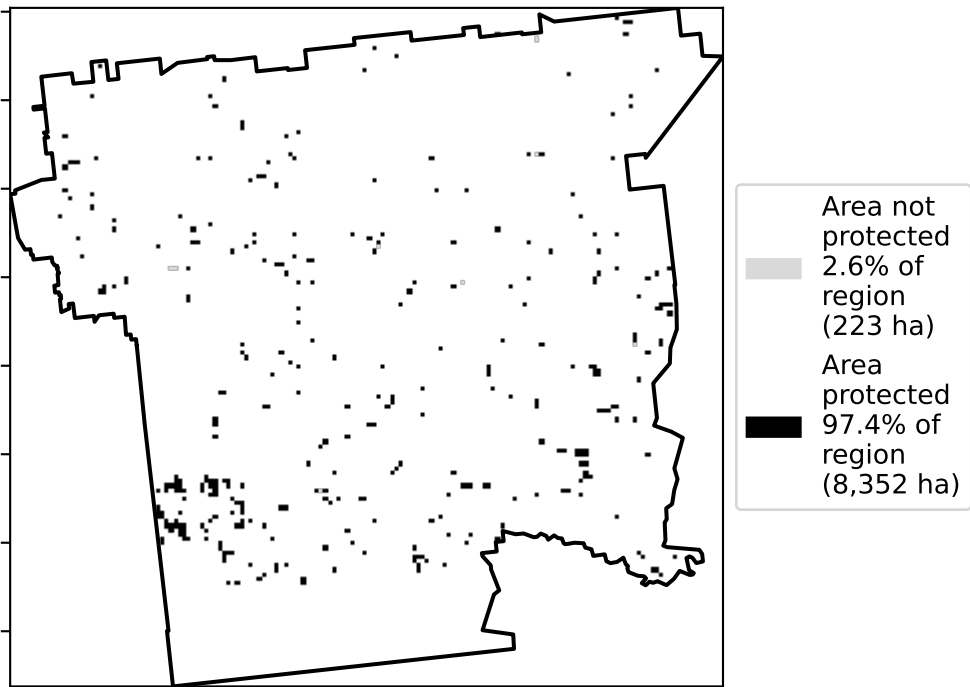 Area not
protected
2.6% of
region
(223 ha)
Area
protected
97.4% of
region
(8,352 ha)